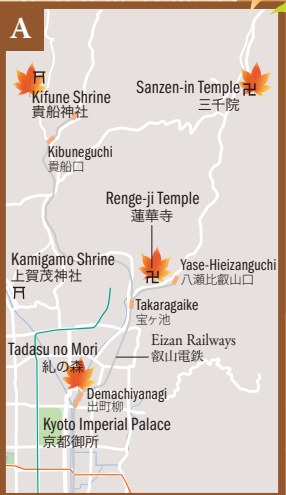 A
Kifune Shrine
貴船神社
Sanzen-in Temple
三千院
Kibuneguchi
貴船口
Renge-ji Temple
蓮華寺
Kamigamo Shrine
上賀茂神社
Yase-Hieizanguchi
八瀬比叡山口
Takaragaike
宝ヶ池
Eizan Railways
叡山電鉄
Tadasu no Mori
糺の森
Demachiyanagi
出町柳
Kyoto Imperial Palace
京都御所